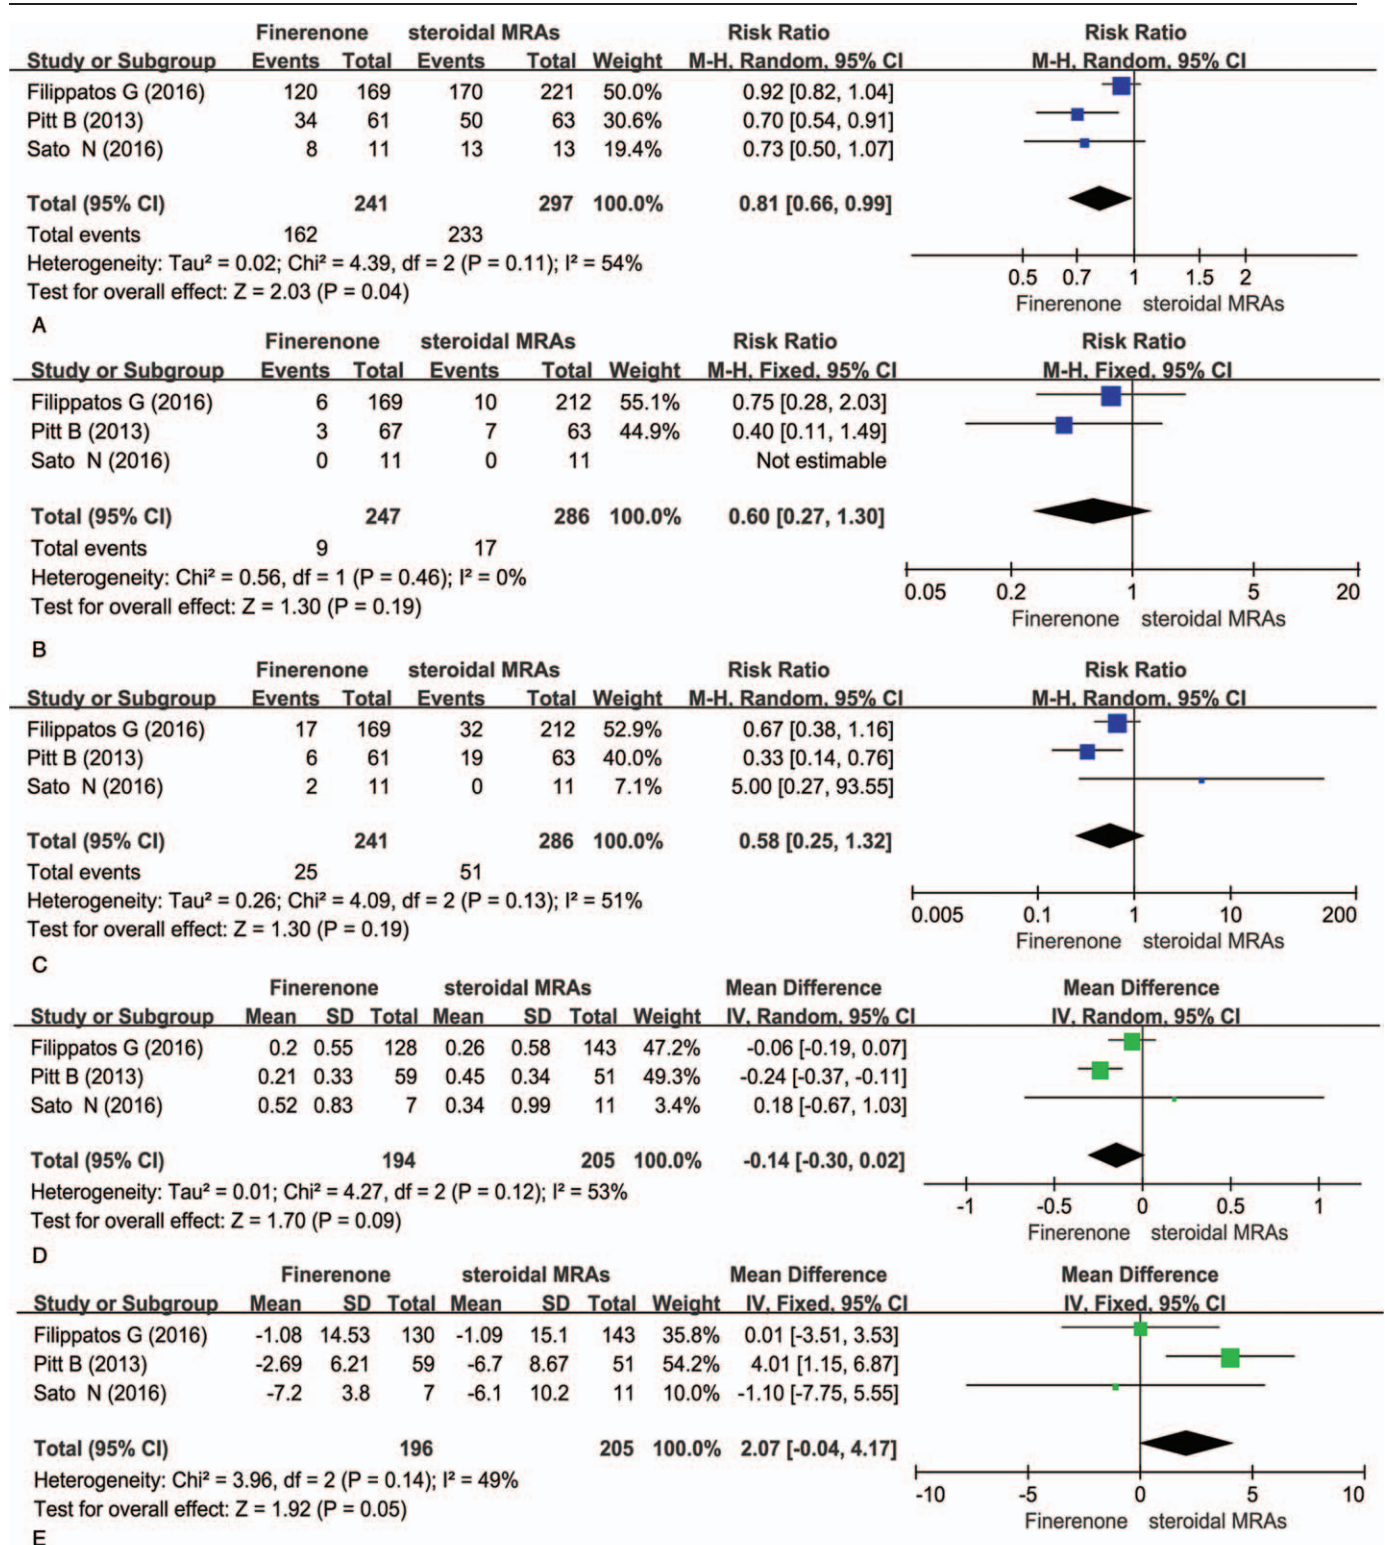 Finerenone steroidal MRAs Risk Ratio Risk Ratio
Study or Subgroup Events Total Events Total Weight M-H, Random, 95% CI M-H, Random, 95% CI
Filippatos G (2016) 120 169 170 221 50.0% 0.92 [0.82, 1.04]
Pitt B (2013) 34 61 50 63 30.6% 0.70 [0.54, 0.91]
Sato N (2016) 8 11 13 13 19.4% 0.73 [0.50, 1.07]
Total (95% CI) 241 297 100.0% 0.81 [0.66, 0.99]
Total events 162 233
Heterogeneity: Tau² = 0.02; Chi² = 4.39, df = 2 (P = 0.11); I² = 54%
Test for overall effect: Z = 2.03 (P = 0.04)
0.5 0.7 1 1.5 2
Finerenone steroidal MRAs
A
Finerenone steroidal MRAs Risk Ratio Risk Ratio
Study or Subgroup Events Total Events Total Weight M-H, Fixed, 95% CI M-H, Fixed, 95% CI
Filippatos G (2016) 6 169 10 212 55.1% 0.75 [0.28, 2.03]
Pitt B (2013) 3 67 7 63 44.9% 0.40 [0.11, 1.49]
Sato N (2016) 0 11 0 11 Not estimable
Total (95% CI) 247 286 100.0% 0.60 [0.27, 1.30]
Total events 9 17
Heterogeneity: Chi² = 0.56, df = 1 (P = 0.46); I² = 0%
Test for overall effect: Z = 1.30 (P = 0.19)
0.05 0.2 1 5 20
Finerenone steroidal MRAs
B
Finerenone steroidal MRAs Risk Ratio Risk Ratio
Study or Subgroup Events Total Events Total Weight M-H, Random, 95% CI M-H, Random, 95% CI
Filippatos G (2016) 17 169 32 212 52.9% 0.67 [0.38, 1.16]
Pitt B (2013) 6 61 19 63 40.0% 0.33 [0.14, 0.76]
Sato N (2016) 2 11 0 11 7.1% 5.00 [0.27, 93.55]
Total (95% CI) 241 286 100.0% 0.58 [0.25, 1.32]
Total events 25 51
Heterogeneity: Tau² = 0.26; Chi² = 4.09, df = 2 (P = 0.13); I² = 51%
Test for overall effect: Z = 1.30 (P = 0.19)
0.005 0.1 1 10 200
Finerenone steroidal MRAs
C
Finerenone steroidal MRAs Mean Difference Mean Difference
Study or Subgroup Mean SD Total Mean SD Total Weight IV, Random, 95% CI IV, Random, 95% CI
Filippatos G (2016) 0.2 0.55 128 0.26 0.58 143 47.2% -0.06 [-0.19, 0.07]
Pitt B (2013) 0.21 0.33 59 0.45 0.34 51 49.3% -0.24 [-0.37, -0.11]
Sato N (2016) 0.52 0.83 7 0.34 0.99 11 3.4% 0.18 [-0.67, 1.03]
Total (95% CI) 194 205 100.0% -0.14 [-0.30, 0.02]
Heterogeneity: Tau² = 0.01; Chi² = 4.27, df = 2 (P = 0.12); I² = 53%
Test for overall effect: Z = 1.70 (P = 0.09)
-1 -0.5 0 0.5 1
Finerenone steroidal MRAs
D
Finerenone steroidal MRAs Mean Difference Mean Difference
Study or Subgroup Mean SD Total Mean SD Total Weight IV, Fixed, 95% CI IV, Fixed, 95% CI
Filippatos G (2016) -1.08 14.53 130 -1.09 15.1 143 35.8% 0.01 [-3.51, 3.53]
Pitt B (2013) -2.69 6.21 59 -6.7 8.67 51 54.2% 4.01 [1.15, 6.87]
Sato N (2016) -7.2 3.8 7 -6.1 10.2 11 10.0% -1.10 [-7.75, 5.55]
Total (95% CI) 196 205 100.0% 2.07 [-0.04, 4.17]
Heterogeneity: Chi² = 3.96, df = 2 (P = 0.14); I² = 49%
Test for overall effect: Z = 1.92 (P = 0.05)
-10 -5 0 5 10
Finerenone steroidal MRAs
E